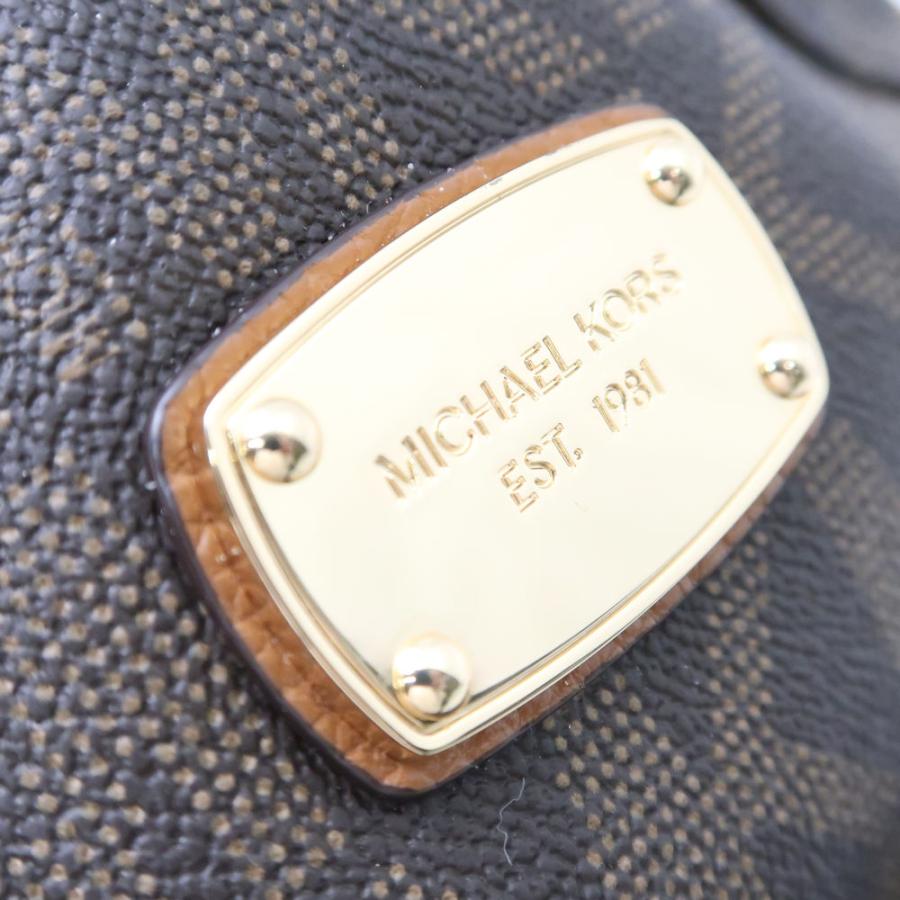 MICHAEL KORS
EST. 1981